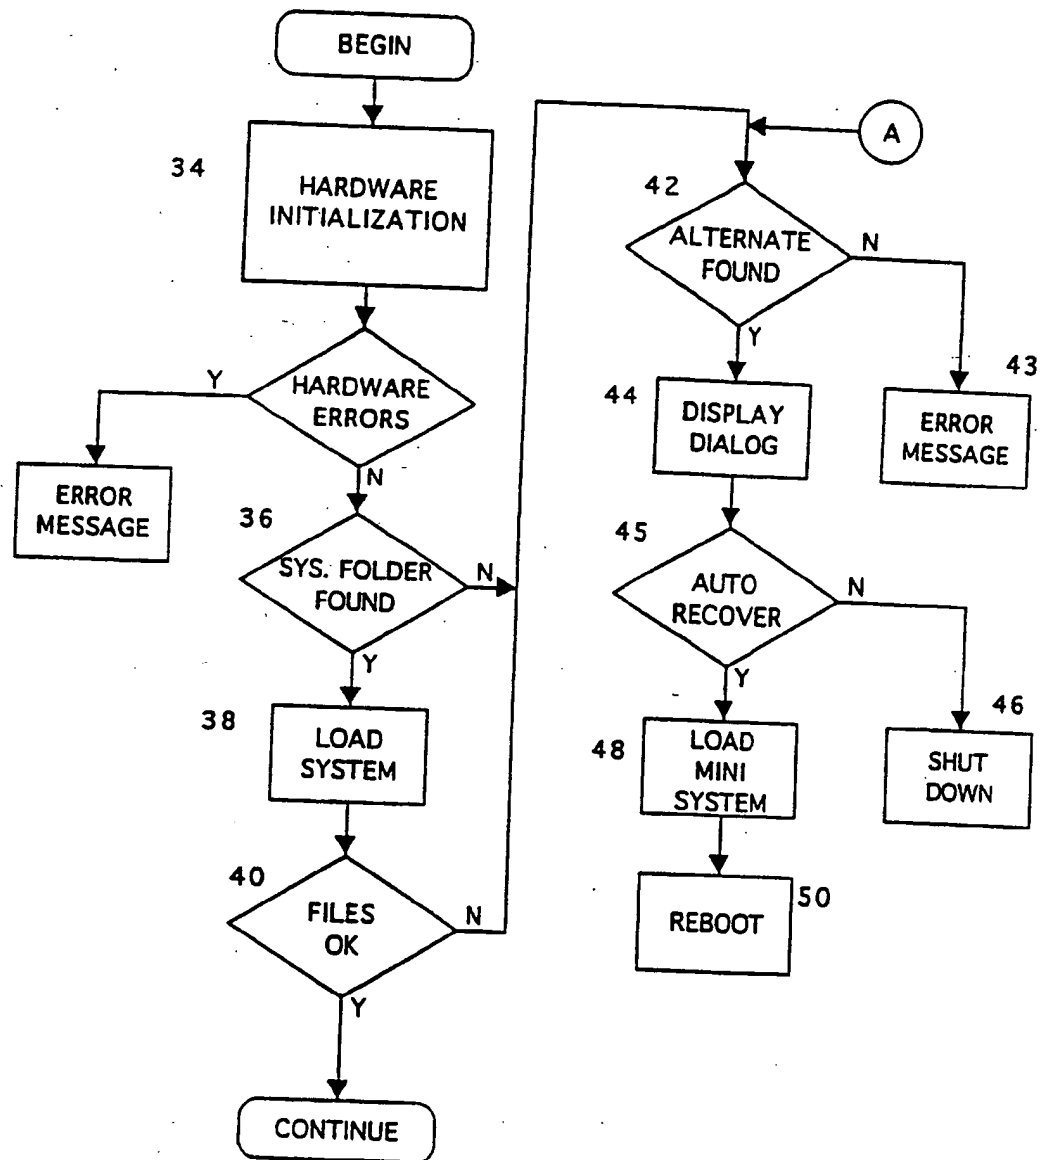 BEGIN
34
HARDWARE
INITIALIZATION
Y
HARDWARE
ERRORS
N
ERROR
MESSAGE
36
SYS. FOLDER
FOUND
N
Y
38
LOAD
SYSTEM
40
FILES
OK
N
Y
CONTINUE
A
42
ALTERNATE
FOUND
N
Y
43
ERROR
MESSAGE
44
DISPLAY
DIALOG
45
AUTO
RECOVER
N
Y
46
SHUT
DOWN
48
LOAD
MINI
SYSTEM
50
REBOOT